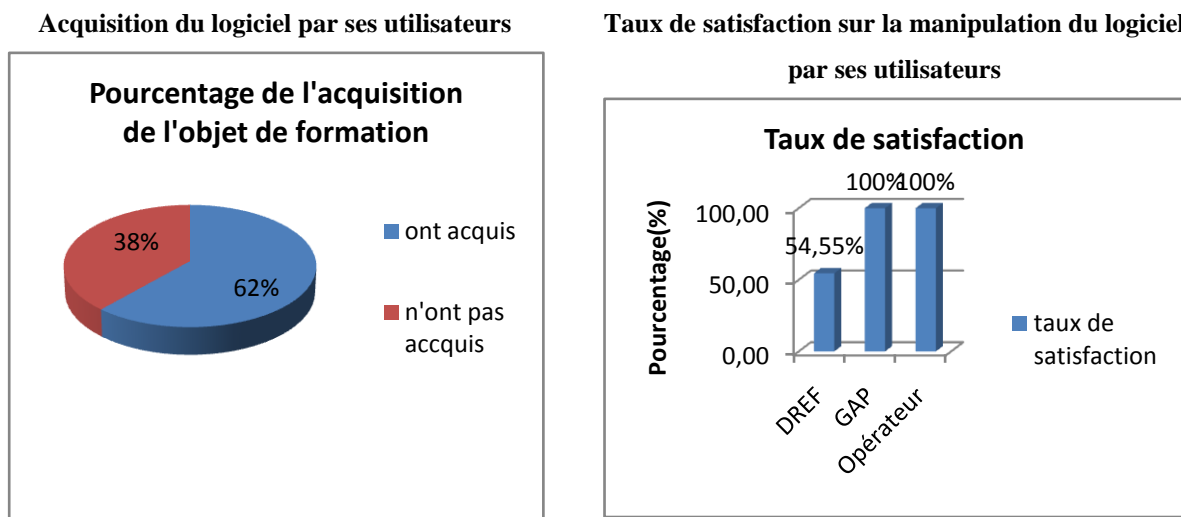 Acquisition du logiciel par ses utilisateurs
Pourcentage de l'acquisition
de l'objet de formation
38%
62%
ont acquis
n'ont pas
accquis
Taux de satisfaction sur la manipulation du logiciel
par ses utilisateurs
Taux de satisfaction
Pourcentage(%)
100,00
50,00
0,00
54,55%
100%
100%
DREF
GAP
Opérateur
taux de
satisfaction